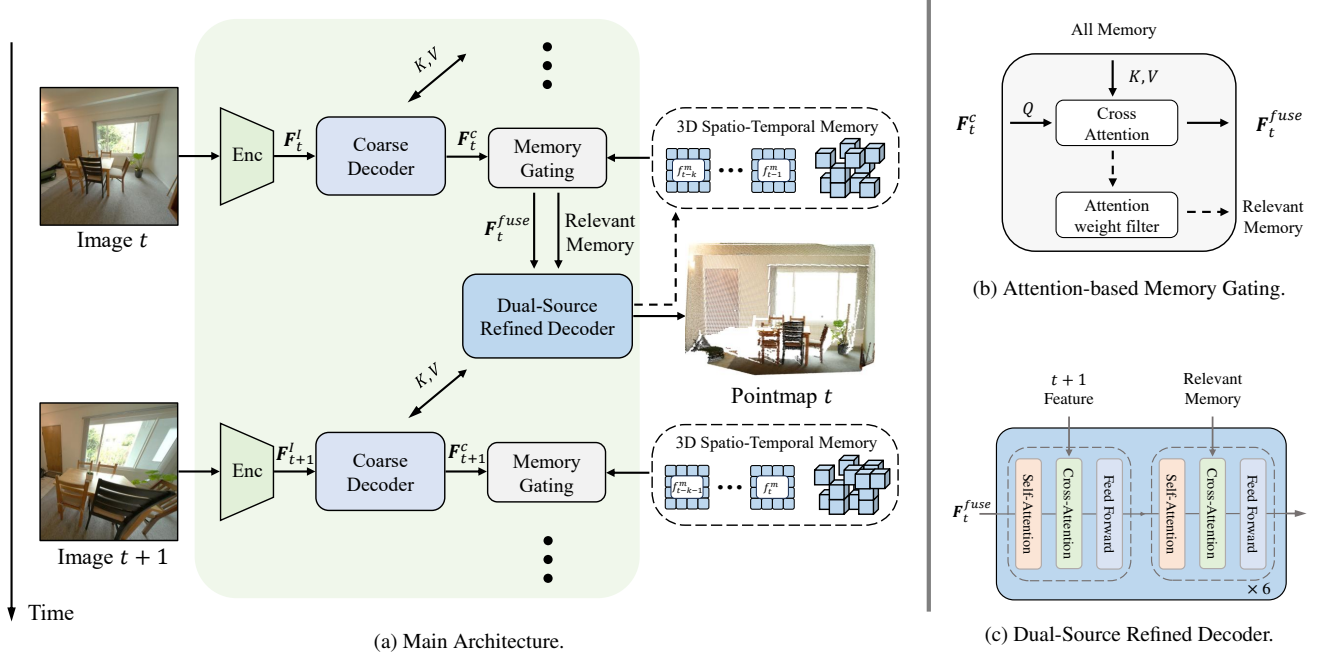 K,V
3D Spatio-Temporal Memory
Enc
F_t^I
Coarse
Decoder
F_t^c
Memory
Gating
f_{t-k}^m
f_{t-1}^m
Image t
F_t^{fuse}
Relevant
Memory
Dual-Source
Refined Decoder
Pointmap t
K,V
3D Spatio-Temporal Memory
Enc
F_{t+1}^I
Coarse
Decoder
F_{t+1}^c
Memory
Gating
f_{t-k-1}^m
f_t^m
Image t + 1
Time
(a) Main Architecture.
All Memory
K,V
F_t^c
Q
Cross
Attention
F_t^{fuse}
Attention
weight filter
Relevant
Memory
(b) Attention-based Memory Gating.
t + 1
Feature
Relevant
Memory
F_t^{fuse}
Self-Attention
Cross-Attention
Feed Forward
Self-Attention
Cross-Attention
Feed Forward
× 6
(c) Dual-Source Refined Decoder.